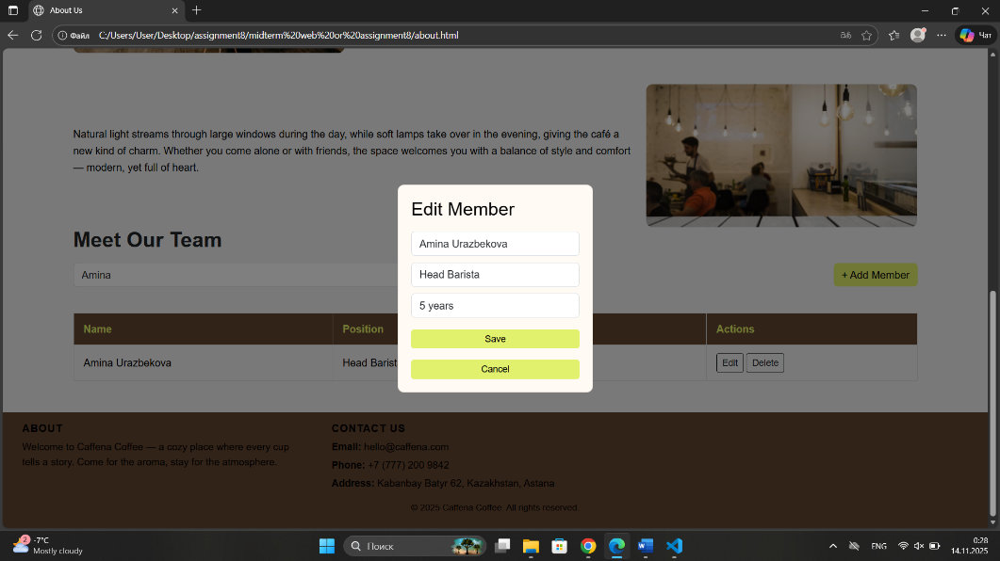 About Us
Файл
C:/Users/User/Desktop/assignment8/midterm%20web%20or%20assignment8/about.html
Чат
Natural light streams through large windows during the day, while soft lamps take over in the evening, giving the café a
new kind of charm. Whether you come alone or with friends, the space welcomes you with a balance of style and comfort
— modern, yet full of heart.
Meet Our Team
Amina
+ Add Member
Name
Position
Actions
Amina Urazbekova
Head Barist
Edit
Delete
Edit Member
Amina Urazbekova
Head Barista
5 years
Save
Cancel
ABOUT
Welcome to Caffena Coffee — a cozy place where every cup
tells a story. Come for the aroma, stay for the atmosphere.
CONTACT US
Email: hello@caffena.com
Phone: +7 (777) 200 9842
Address: Kabanbay Batyr 62, Kazakhstan, Astana
© 2025 Caffena Coffee. All rights reserved.
2
-7°C
Mostly cloudy
Поиск
ENG
0:28
14.11.2025